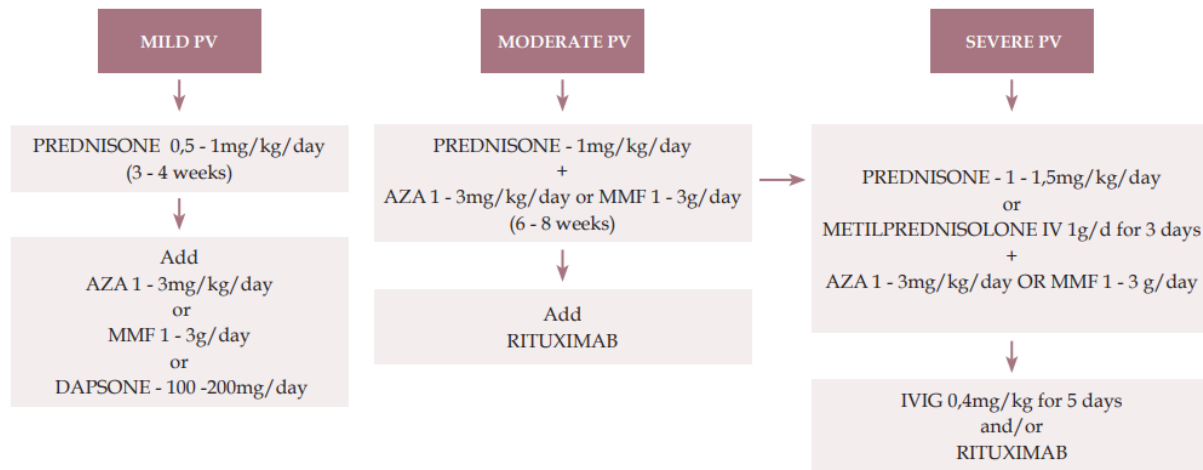 MILD PV
PREDNISONE 0,5 - 1mg/kg/day
(3 - 4 weeks)
Add
AZA 1 - 3mg/kg/day
or
MMF 1 - 3g/day
or
DAPSONE - 100 -200mg/day
MODERATE PV
PREDNISONE - 1mg/kg/day
+
AZA 1 - 3mg/kg/day or MMF 1 - 3g/day
(6 - 8 weeks)
Add
RITUXIMAB
SEVERE PV
PREDNISONE - 1 - 1,5mg/kg/day
or
METILPREDNISOLONE IV 1g/d for 3 days
+
AZA 1 - 3mg/kg/day OR MMF 1 - 3 g/day
IVIG 0,4mg/kg for 5 days
and/or
RITUXIMAB